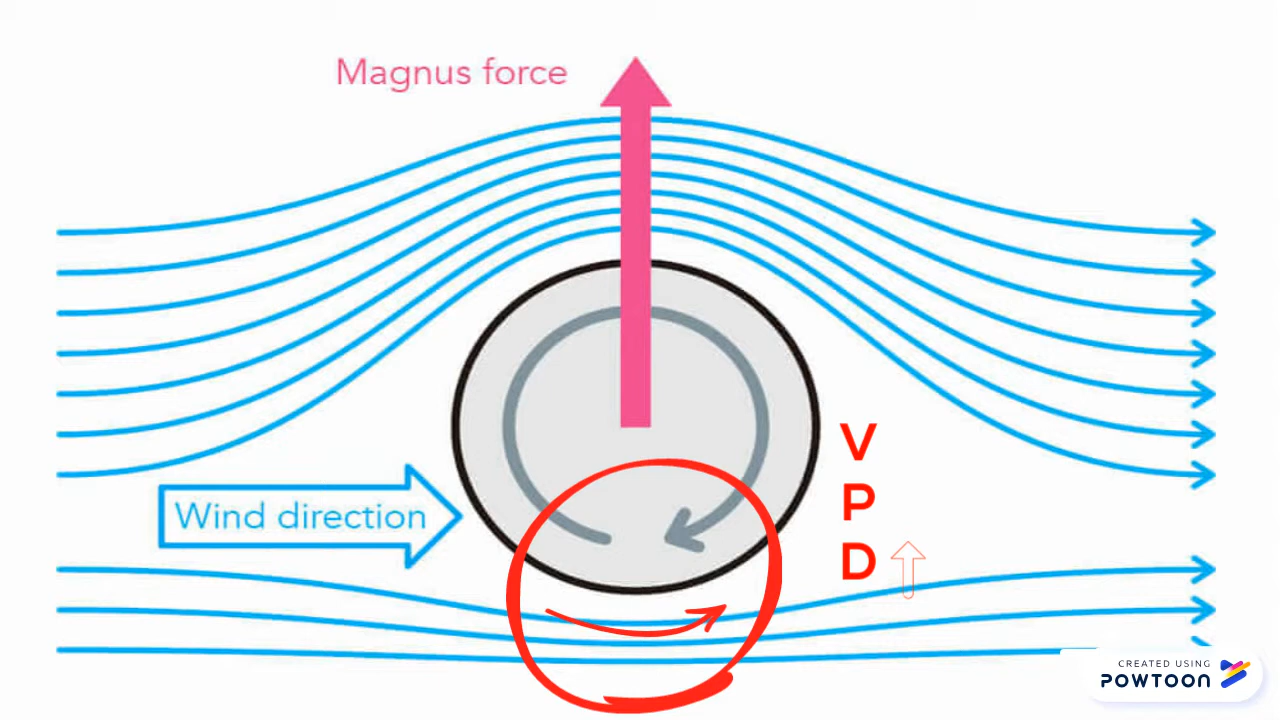 Magnus force
Wind direction
V
P
D
CREATED USING
POWTOON